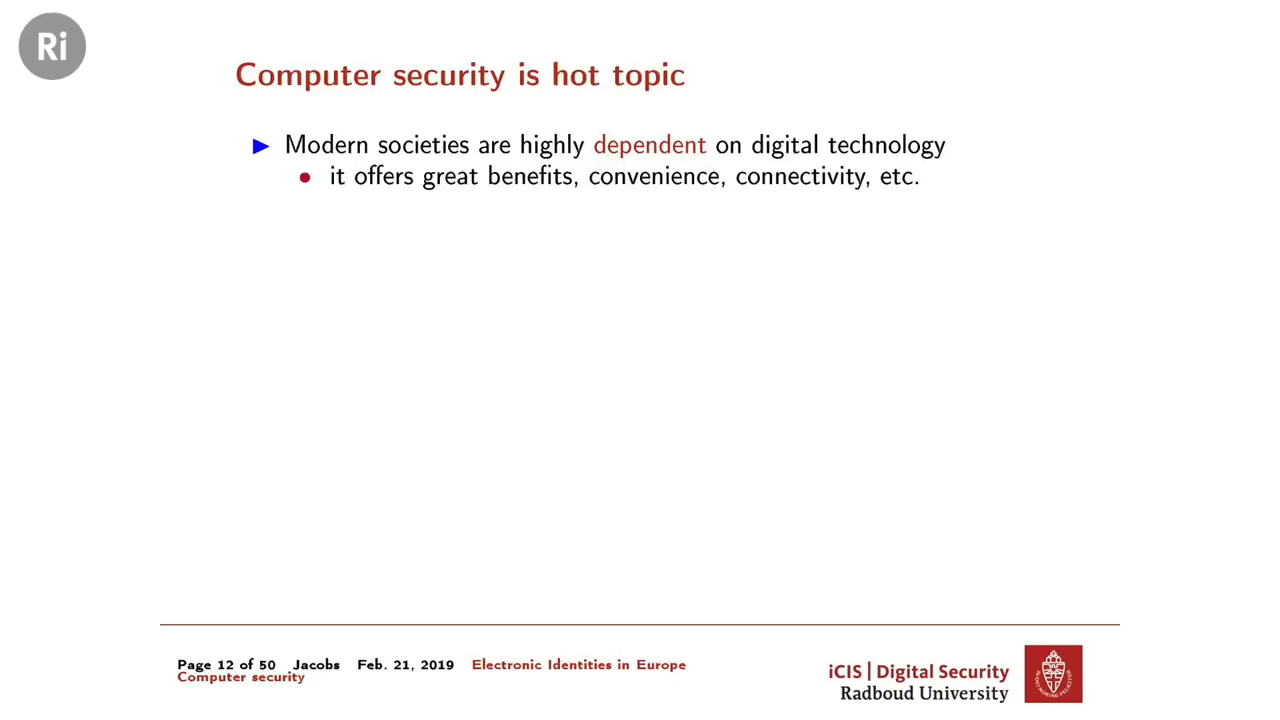 Ri
Computer security is hot topic
▶ Modern societies are highly dependent on digital technology
• it offers great benefits, convenience, connectivity, etc.
Page 12 of 50 Jacobs Feb. 21, 2019 Electronic Identities in Europe
Computer security
iCIS | Digital Security
Radboud University